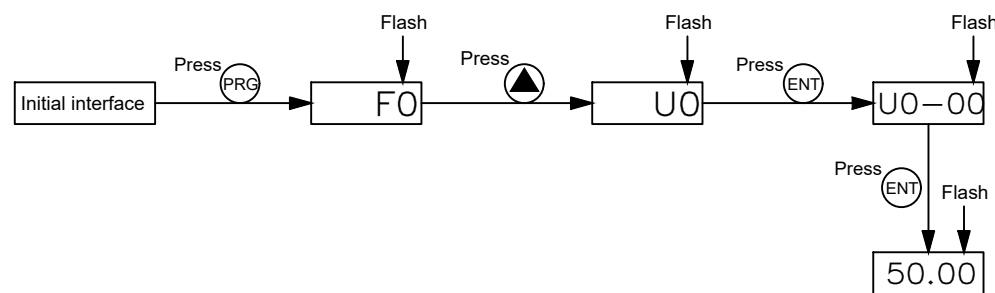 Flash
Flash
Flash
Press
PRG
Press
Press
ENT
Initial interface
F0
U0
U0-00
Press
ENT
Flash
50.00